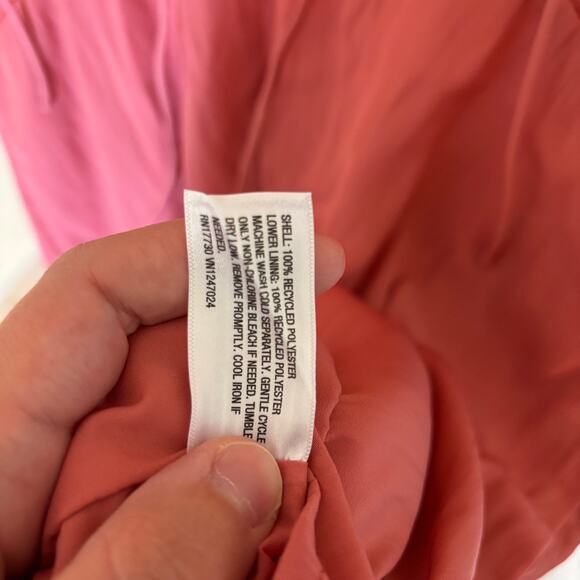 SHELL: 100% RECYCLED POLYESTER
LOWER LINING: 100% RECYCLED POLYESTER
MACHINE WASH COLD SEPARATELY. GENTLE CYCLE
ONLY NON-CHLORINE BLEACH IF NEEDED. TUMBLE
DRY LOW. REMOVE PROMPTLY. COOL IRON IF
NEEDED.
RN17730 VN1247024